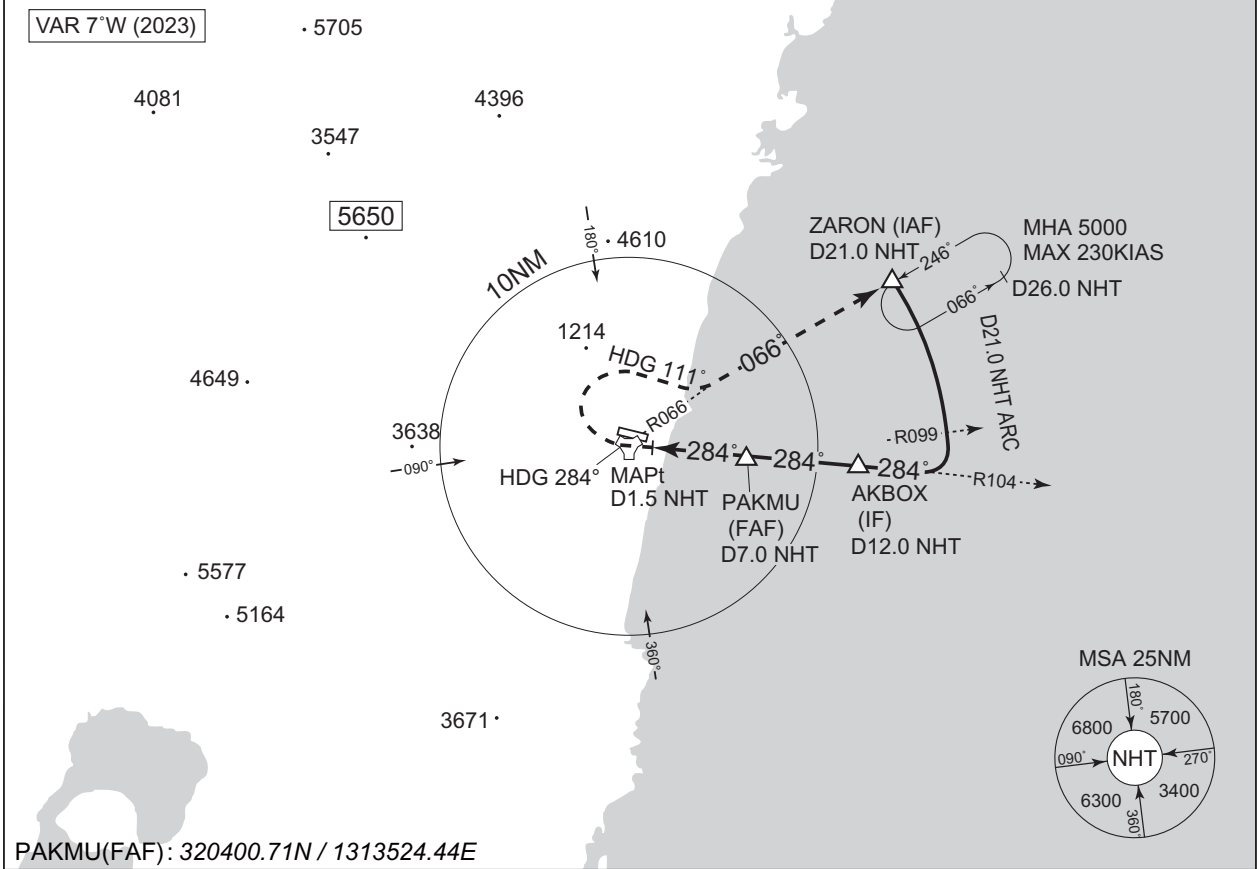 VAR 7°W (2023)
5705
4081
4396
3547
5650
180°
4610
10NM
ZARON (IAF)
D21.0 NHT
MHA 5000
MAX 230KIAS
246°
066°
D26.0 NHT
1214
HDG 111°
066°
D21.0 NHT ARC
4649
R066
3638
090°
R099
284°
284°
284°
R104
HDG 284°
MAPt
D1.5 NHT
PAKMU
(FAF)
D7.0 NHT
AKBOX
(IF)
D12.0 NHT
5577
5164
360°
3671
MSA 25NM
180°
6800
5700
090°
NHT
270°
6300
3400
360°
PAKMU(FAF): 320400.71N / 1313524.44E